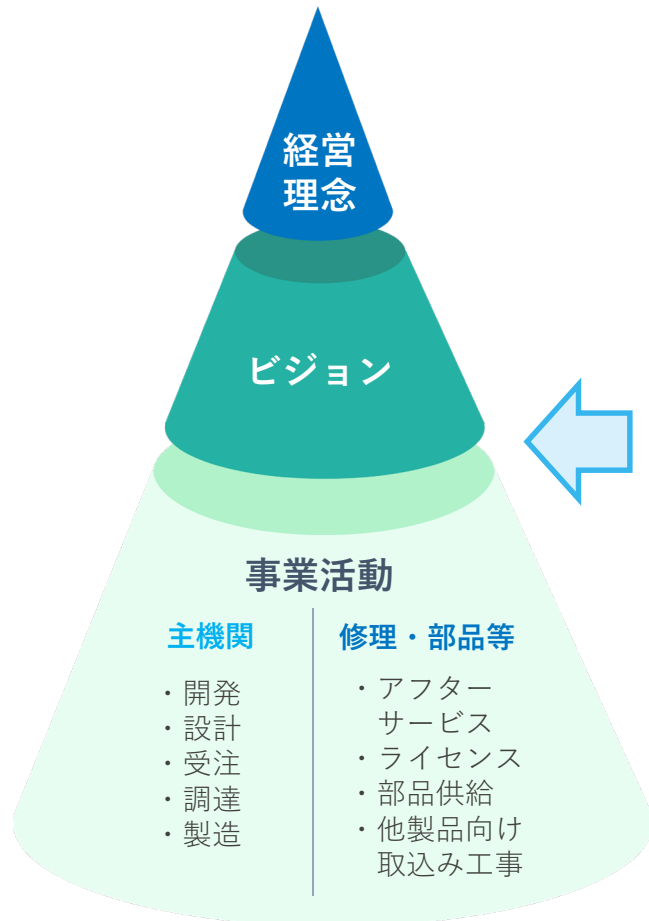 経営
理念
ビジョン
事業活動
主機関
・開発
・設計
・受注
・調達
・製造
修理・部品等
・アフター
サービス
・ライセンス
・部品供給
・他製品向け
取込み工事